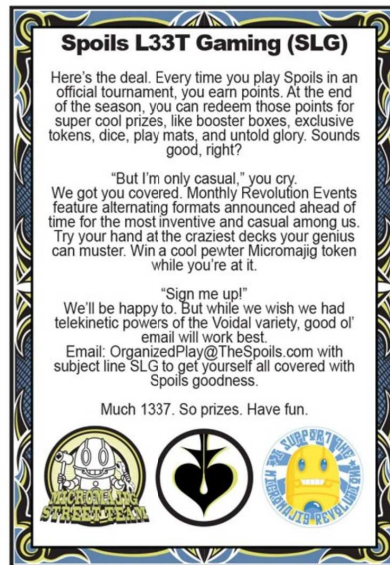 Spoils L33T Gaming (SLG)
Here's the deal. Every time you play Spoils in an
official tournament, you earn points. At the end
of the season, you can redeem those points for
super cool prizes, like booster boxes, exclusive
tokens, dice, play mats, and untold glory. Sounds
good, right?
“But I'm only casual,” you cry.
We got you covered. Monthly Revolution Events
feature alternating formats announced ahead of
time for the most inventive and casual among us.
Try your hand at the craziest decks your genius
can muster. Win a cool pewter Micromajig token
while you're at it.
“Sign me up!”
We'll be happy to. But while we wish we had
telekinetic powers of the Voidal variety, good ol'
email will work best.
Email: OrganizedPlay@TheSpoils.com with
subject line SLG to get yourself all covered with
Spoils goodness.
Much 1337. So prizes. Have fun.
MICROMAJIG
STREET TEAM
SUPPORT THE
MICROMAJIG REVOLUTION